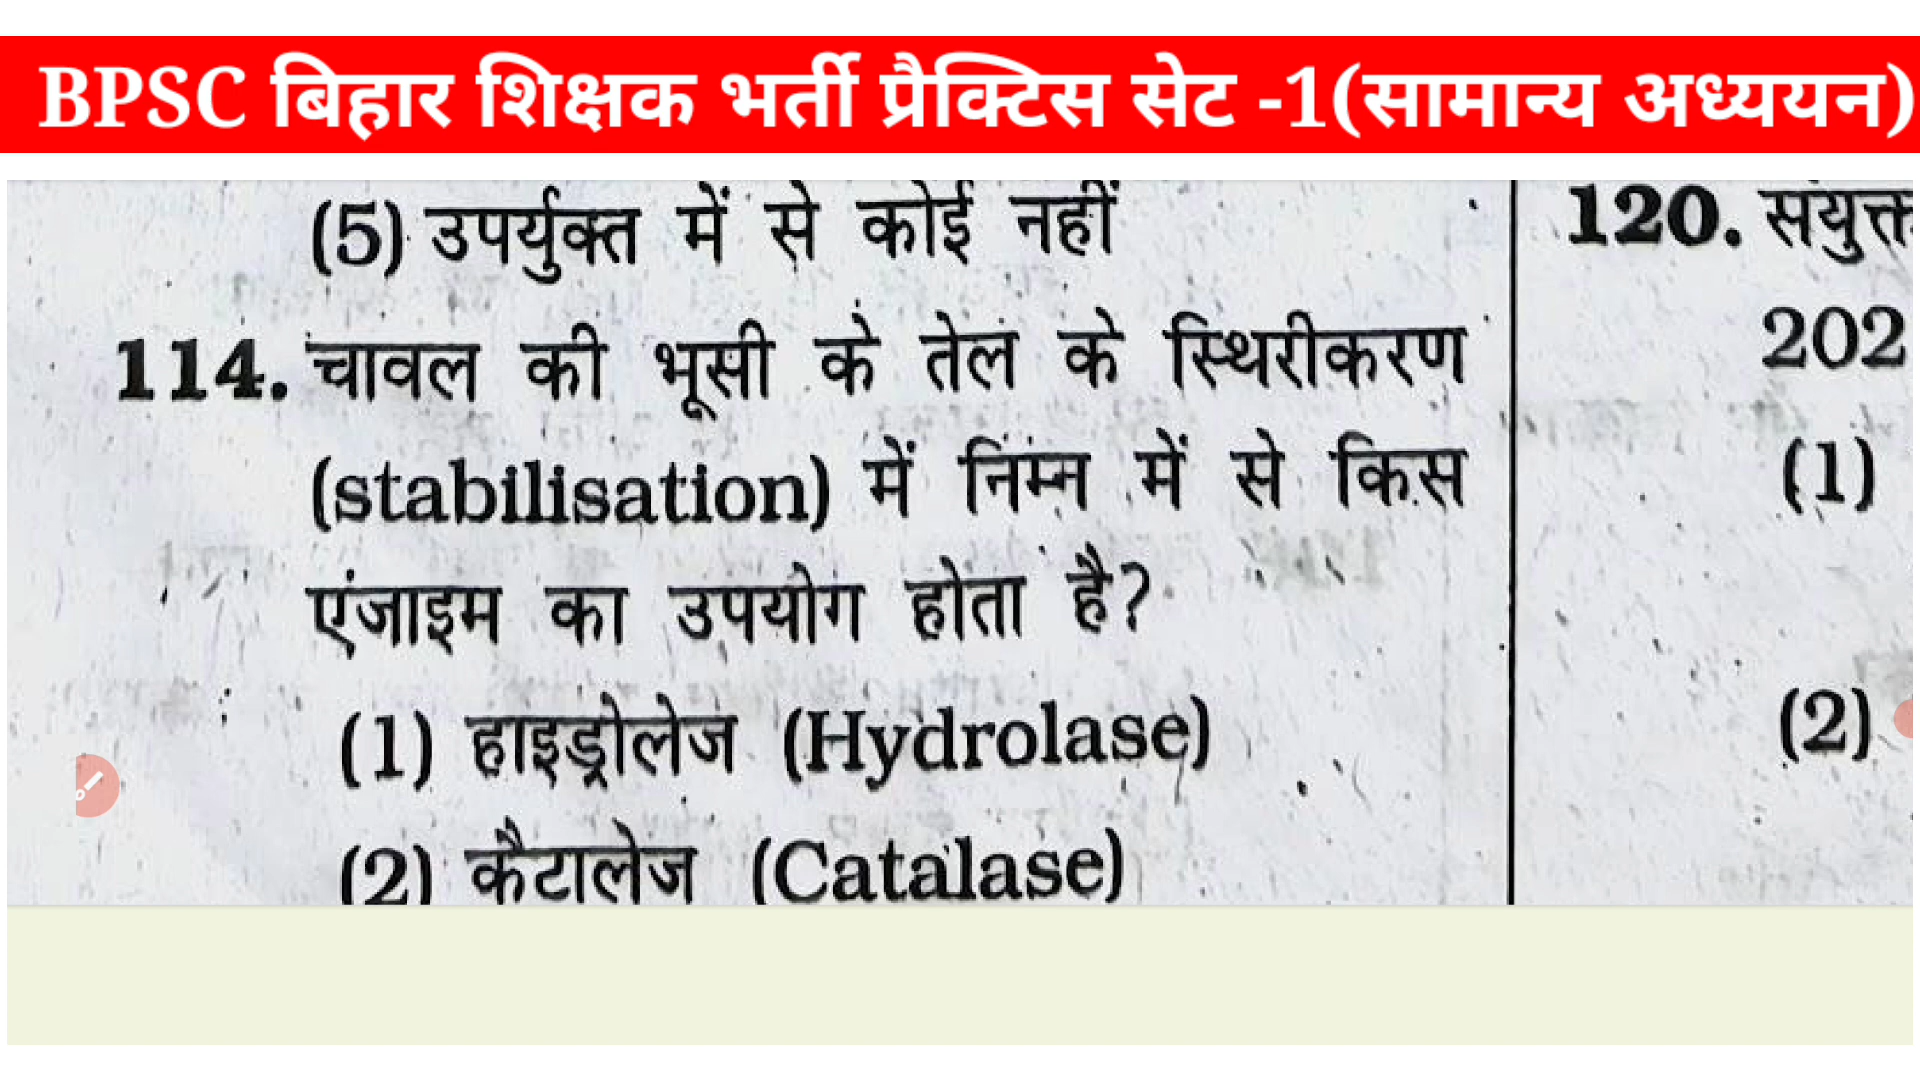 BPSC बिहार शिक्षक भर्ती प्रैक्टिस सेट -1(सामान्य अध्ययन)
(5) उपर्युक्त में से कोई नहीं
114. चावल की भूसी के तेल के स्थिरीकरण
(stabilisation) में निम्न में से किस
एंजाइम का उपयोग होता है?
(1) हाइड्रोलेज (Hydrolase)
(2) कैटालेज (Catalase)
120. संयुक्त
202
(1)
(2)